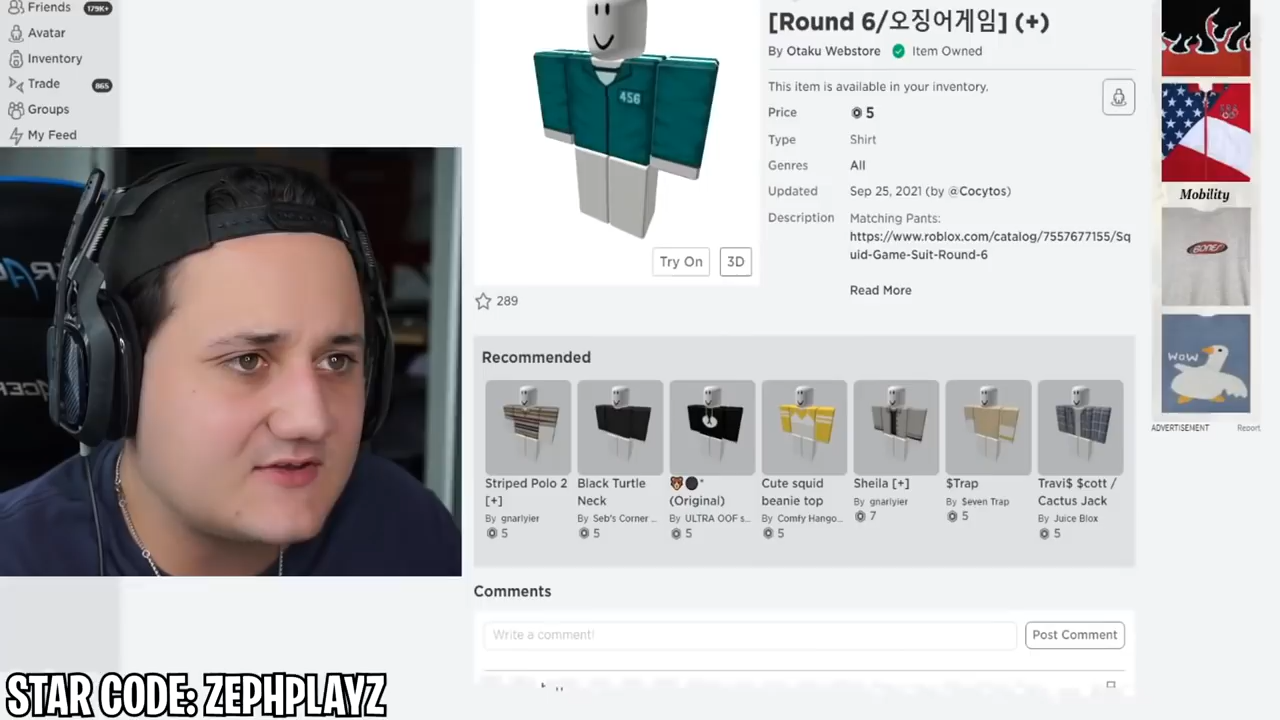 Friends 179K+
Avatar
Inventory
Trade 865
Groups
My Feed
[Round 6/오징어게임] (+)
By Otaku Webstore Item Owned
This item is available in your inventory.
Price 5
Type Shirt
Genres All
Updated Sep 25, 2021 (by @Cocytos)
Description Matching Pants:
https://www.roblox.com/catalog/7557677155/Sq
uid-Game-Suit-Round-6
Read More
456
Try On 3D
289
Recommended
Striped Polo 2 [+]
By gnarlyier
5
Black Turtle Neck
By Seb's Corner ...
5
(Original)
By ULTRA OOF s...
5
Cute squid beanie top
By Comfy Hango...
5
Sheila [+]
By gnarlyier
7
$Trap
By $even Trap
5
Travi$ $cott / Cactus Jack
By Juice Blox
5
Comments
Write a comment!
Post Comment
Mobility
BONES
WOW
ADVERTISEMENT Report
STAR CODE: ZEPHPLAYZ